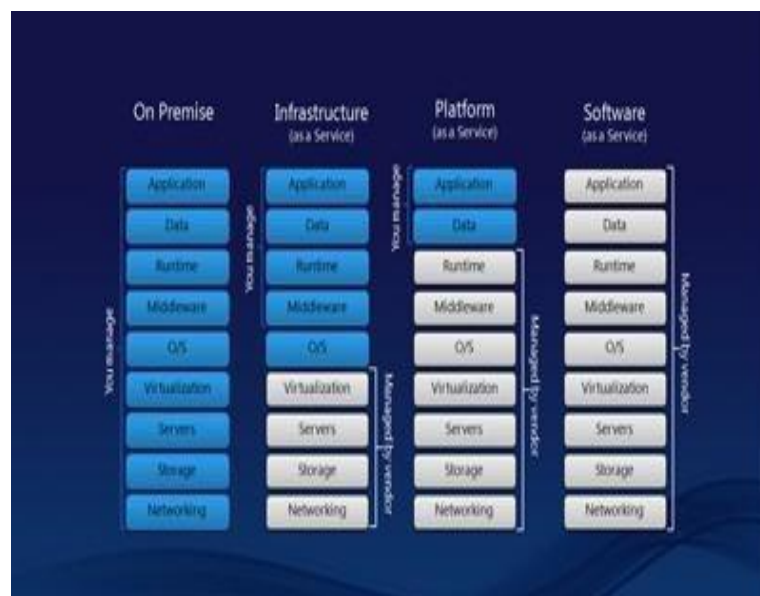 On Premise
Application
Data
Runtime
Middleware
O/S
Virtualization
Servers
Storage
Networking
You manage
Infrastructure
(as a Service)
Application
Data
Runtime
Middleware
O/S
Virtualization
Servers
Storage
Networking
You manage
Managed by vendor
Platform
(as a Service)
Application
Data
Runtime
Middleware
O/S
Virtualization
Servers
Storage
Networking
You manage
Managed by vendor
Software
(as a Service)
Application
Data
Runtime
Middleware
O/S
Virtualization
Servers
Storage
Networking
Managed by vendor